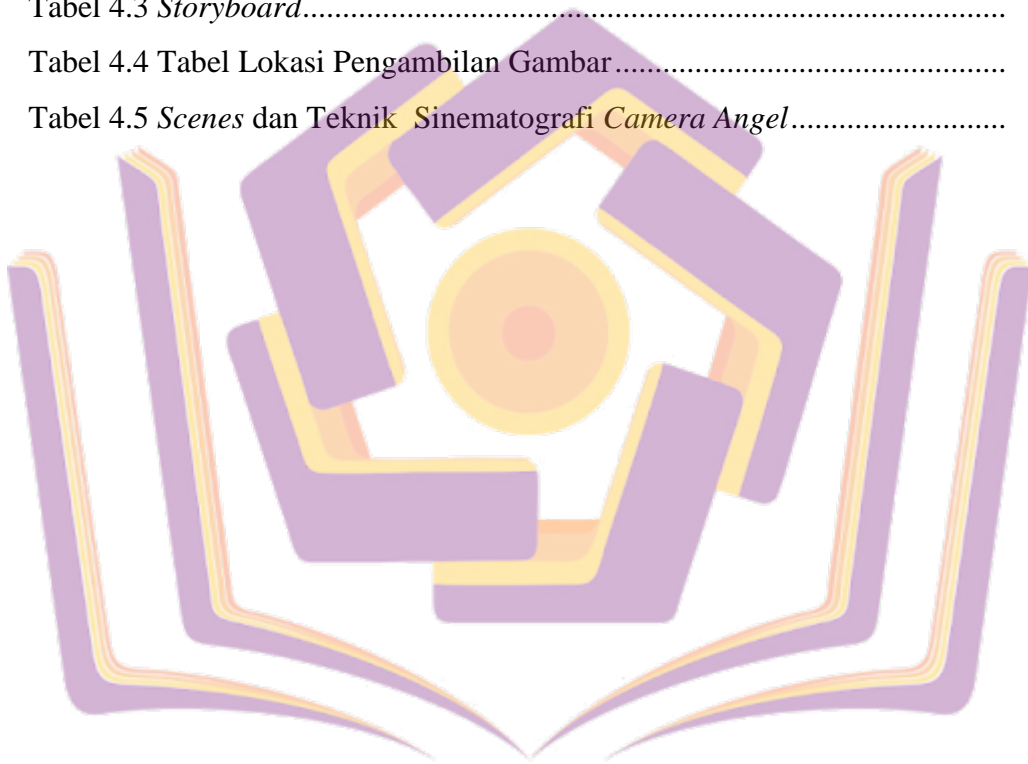 Tabel 4.3 Storyboard...........................................................................................
Tabel 4.4 Tabel Lokasi Pengambilan Gambar..................................................
Tabel 4.5 Scenes dan Teknik  Sinematografi Camera Angel...........................